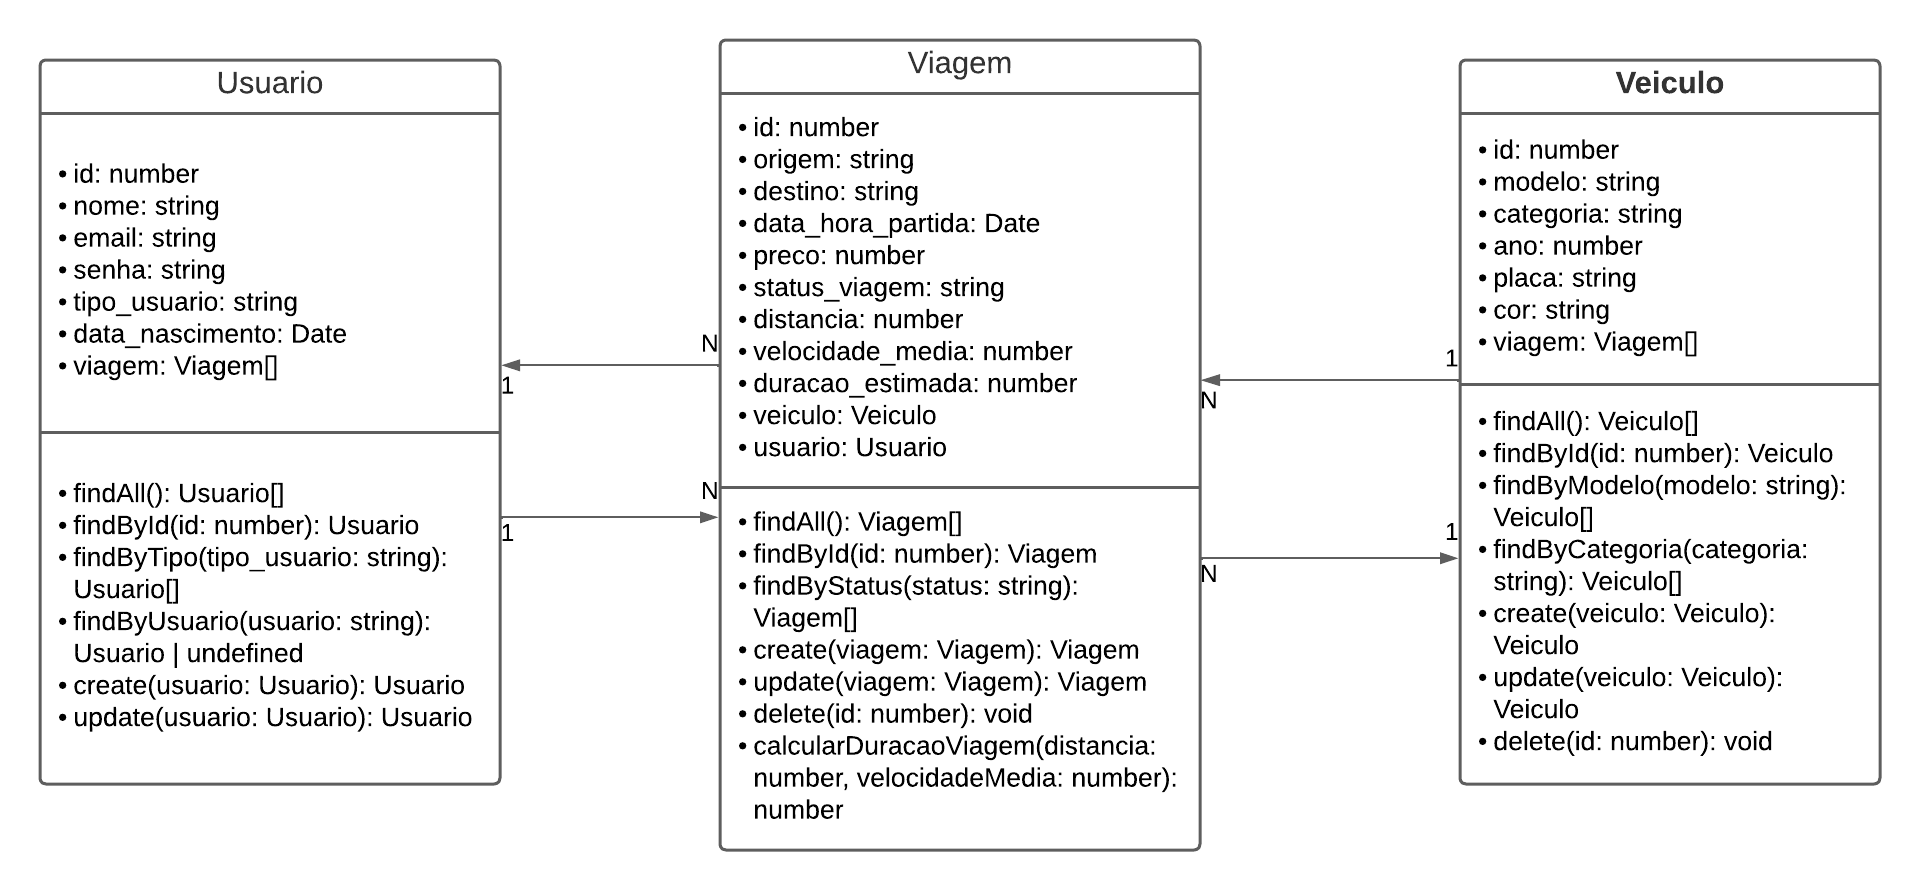 Usuario
• id: number
• nome: string
• email: string
• senha: string
• tipo_usuario: string
• data_nascimento: Date
• viagem: Viagem[]
• findAll(): Usuario[]
• findById(id: number): Usuario
• findByTipo(tipo_usuario: string):
Usuario[]
• findByUsuario(usuario: string):
Usuario | undefined
• create(usuario: Usuario): Usuario
• update(usuario: Usuario): Usuario
N
1
N
1
Viagem
• id: number
• origem: string
• destino: string
• data_hora_partida: Date
• preco: number
• status_viagem: string
• distancia: number
• velocidade_media: number
• duracao_estimada: number
• veiculo: Veiculo
• usuario: Usuario
• findAll(): Viagem[]
• findById(id: number): Viagem
• findByStatus(status: string):
Viagem[]
• create(viagem: Viagem): Viagem
• update(viagem: Viagem): Viagem
• delete(id: number): void
• calcularDuracaoViagem(distancia:
number, velocidadeMedia: number):
number
1
N
1
N
Veiculo
• id: number
• modelo: string
• categoria: string
• ano: number
• placa: string
• cor: string
• viagem: Viagem[]
• findAll(): Veiculo[]
• findById(id: number): Veiculo
• findByModelo(modelo: string):
Veiculo[]
• findByCategoria(categoria:
string): Veiculo[]
• create(veiculo: Veiculo):
Veiculo
• update(veiculo: Veiculo):
Veiculo
• delete(id: number): void